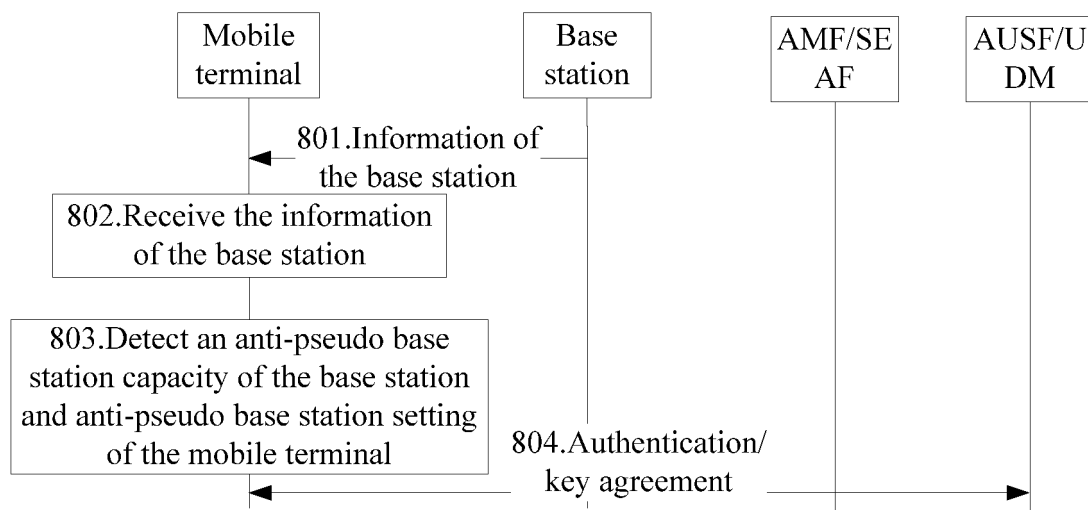 Mobile
terminal
Base
station
AMF/SE
AF
AUSF/U
DM
801.Information of
the base station
802.Receive the information
of the base station
803.Detect an anti-pseudo base
station capacity of the base station
and anti-pseudo base station setting
of the mobile terminal
804.Authentication/
key agreement